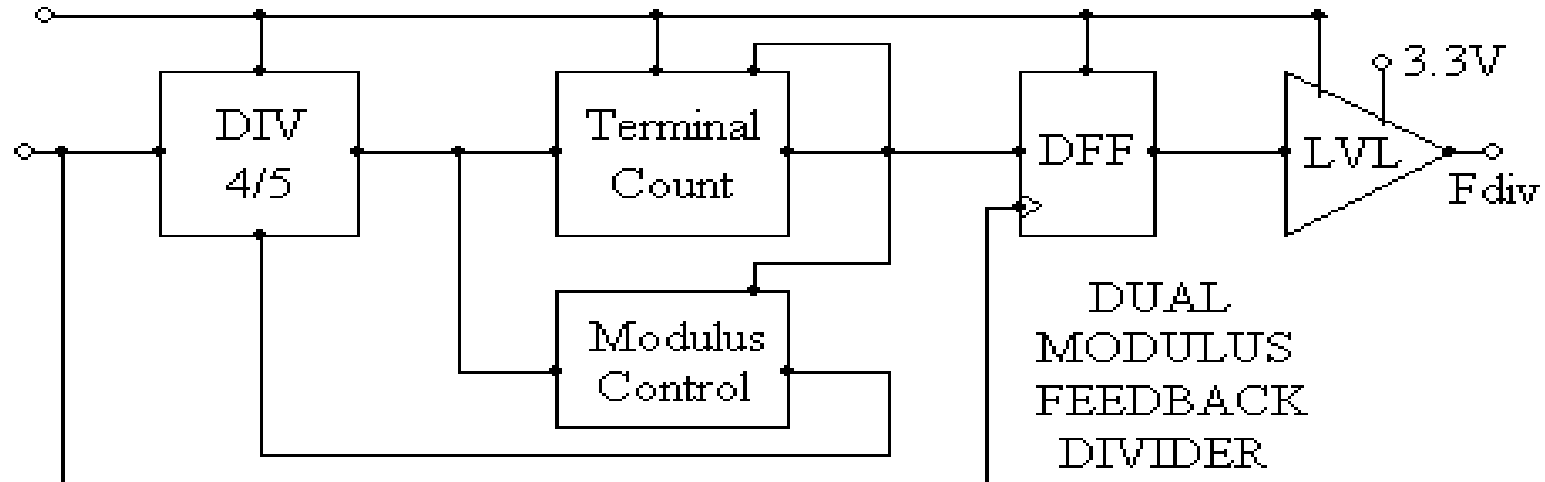 DIV
4/5
Terminal
Count
DFF
LVL
3.3V
Fdiv
Modulus
Control
DUAL
MODULUS
FEEDBACK
DIVIDER